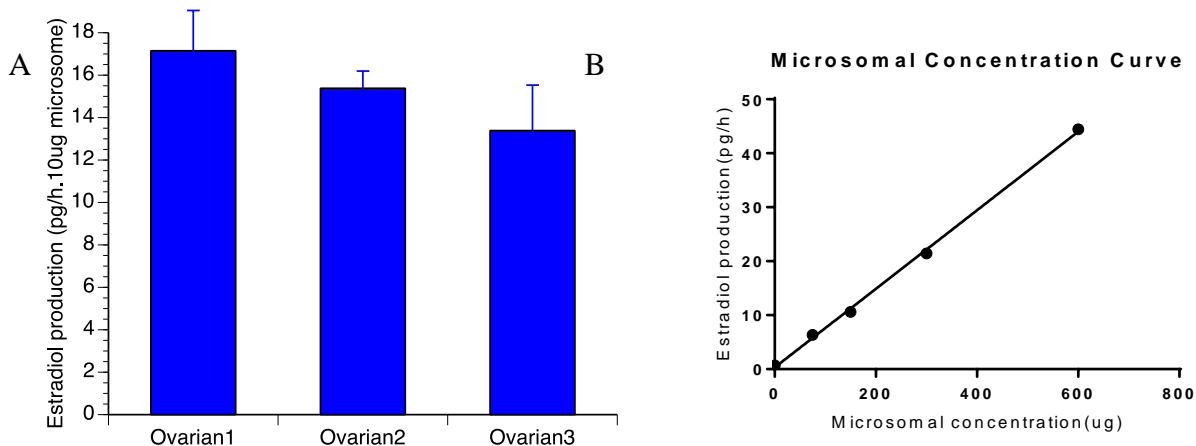 A
Estradiol production (pg/h.10ug microsome)
18
16
14
12
10
8
6
4
2
0
Ovarian1 Ovarian2 Ovarian3
B
Microsomal Concentration Curve
Estradiol production(pg/h)
50
40
30
20
10
0
0 200 400 600 800
Microsomal concentration(ug)